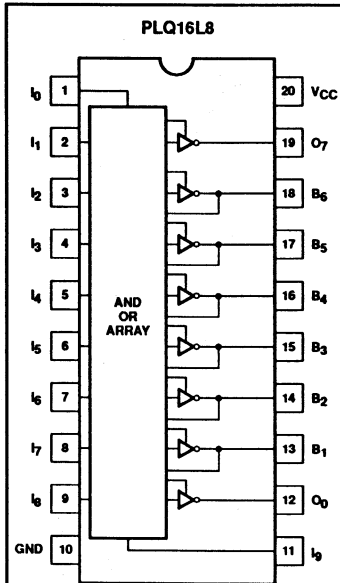 PLQ16L8
I0 1 20 VCC
I1 2 19 O7
I2 3 18 B6
I3 4 17 B5
I4 5 16 B4
AND
OR
ARRAY
I5 6 15 B3
I6 7 14 B2
I7 8 13 B1
I8 9 12 O0
GND 10 11 I9